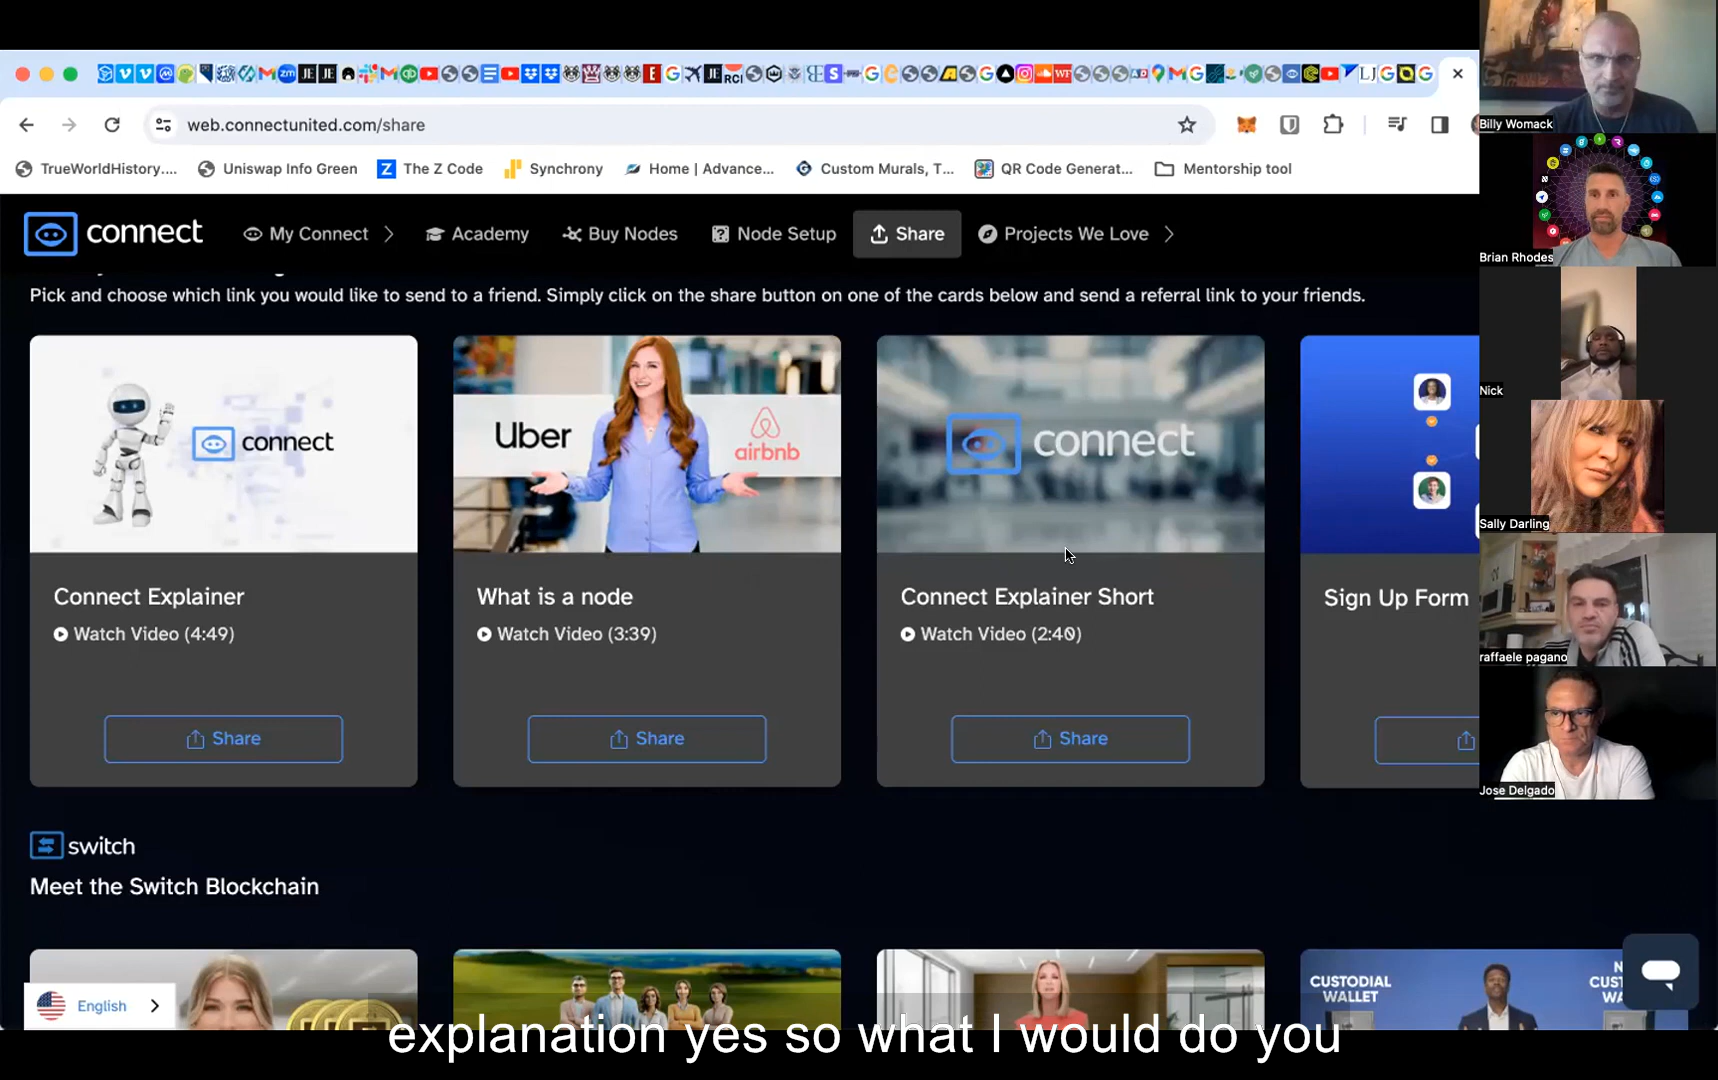 web.connectunited.com/share
TrueWorldHistory....
Uniswap Info Green
The Z Code
Synchrony
Home | Advance...
Custom Murals, T...
QR Code Generat...
Mentorship tool
connect
My Connect
Academy
Buy Nodes
Node Setup
Share
Projects We Love
Pick and choose which link you would like to send to a friend. Simply click on the share button on one of the cards below and send a referral link to your friends.
connect
Uber
airbnb
connect
Connect Explainer
Watch Video (4:49)
Share
What is a node
Watch Video (3:39)
Share
Connect Explainer Short
Watch Video (2:40)
Share
Sign Up Form
switch
Meet the Switch Blockchain
CUSTODIAL
WALLET
English
explanation yes so what I would do you
Billy Womack
Brian Rhodes
Nick
Sally Darling
raffaele pagano
Jose Delgado